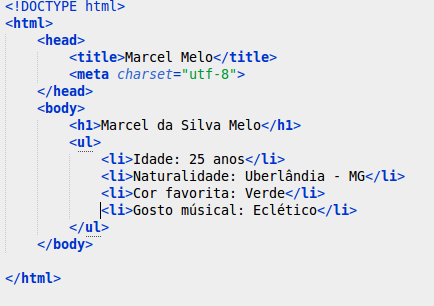 <!DOCTYPE html>
<html>
<head>
<title>Marcel Melo</title>
<meta charset="utf-8">
</head>
<body>
<h1>Marcel da Silva Melo</h1>
<ul>
<li>Idade: 25 anos</li>
<li>Naturalidade: Uberlândia - MG</li>
<li>Cor favorita: Verde</li>
<li>Gosto músical: Eclético</li>
</ul>
</body>
</html>